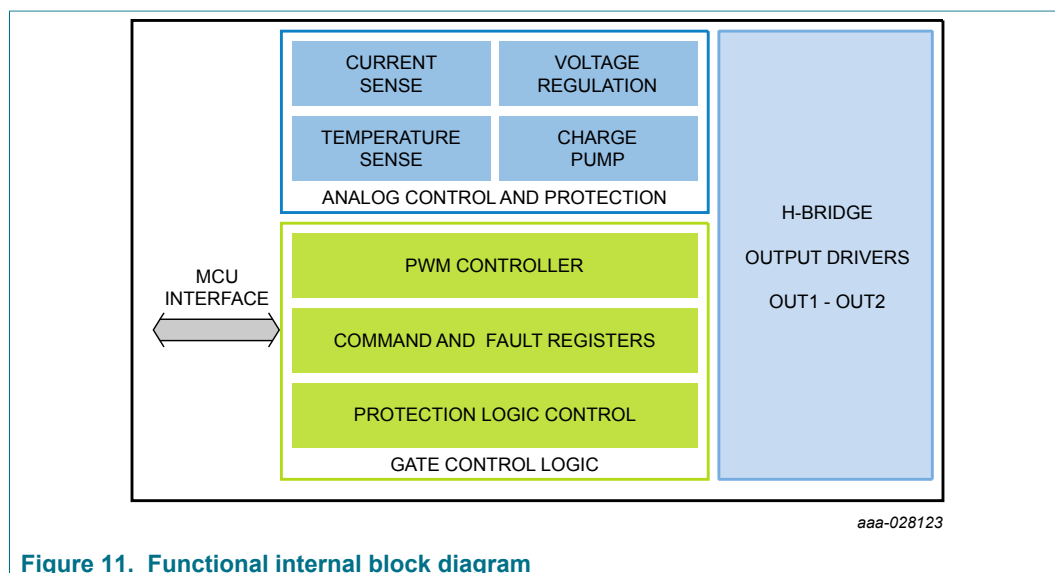 CURRENT
SENSE
VOLTAGE
REGULATION
TEMPERATURE
SENSE
CHARGE
PUMP
ANALOG CONTROL AND PROTECTION
MCU
INTERFACE
PWM CONTROLLER
COMMAND AND FAULT REGISTERS
PROTECTION LOGIC CONTROL
GATE CONTROL LOGIC
H-BRIDGE
OUTPUT DRIVERS
OUT1 - OUT2
aaa-028123
Figure 11. Functional internal block diagram